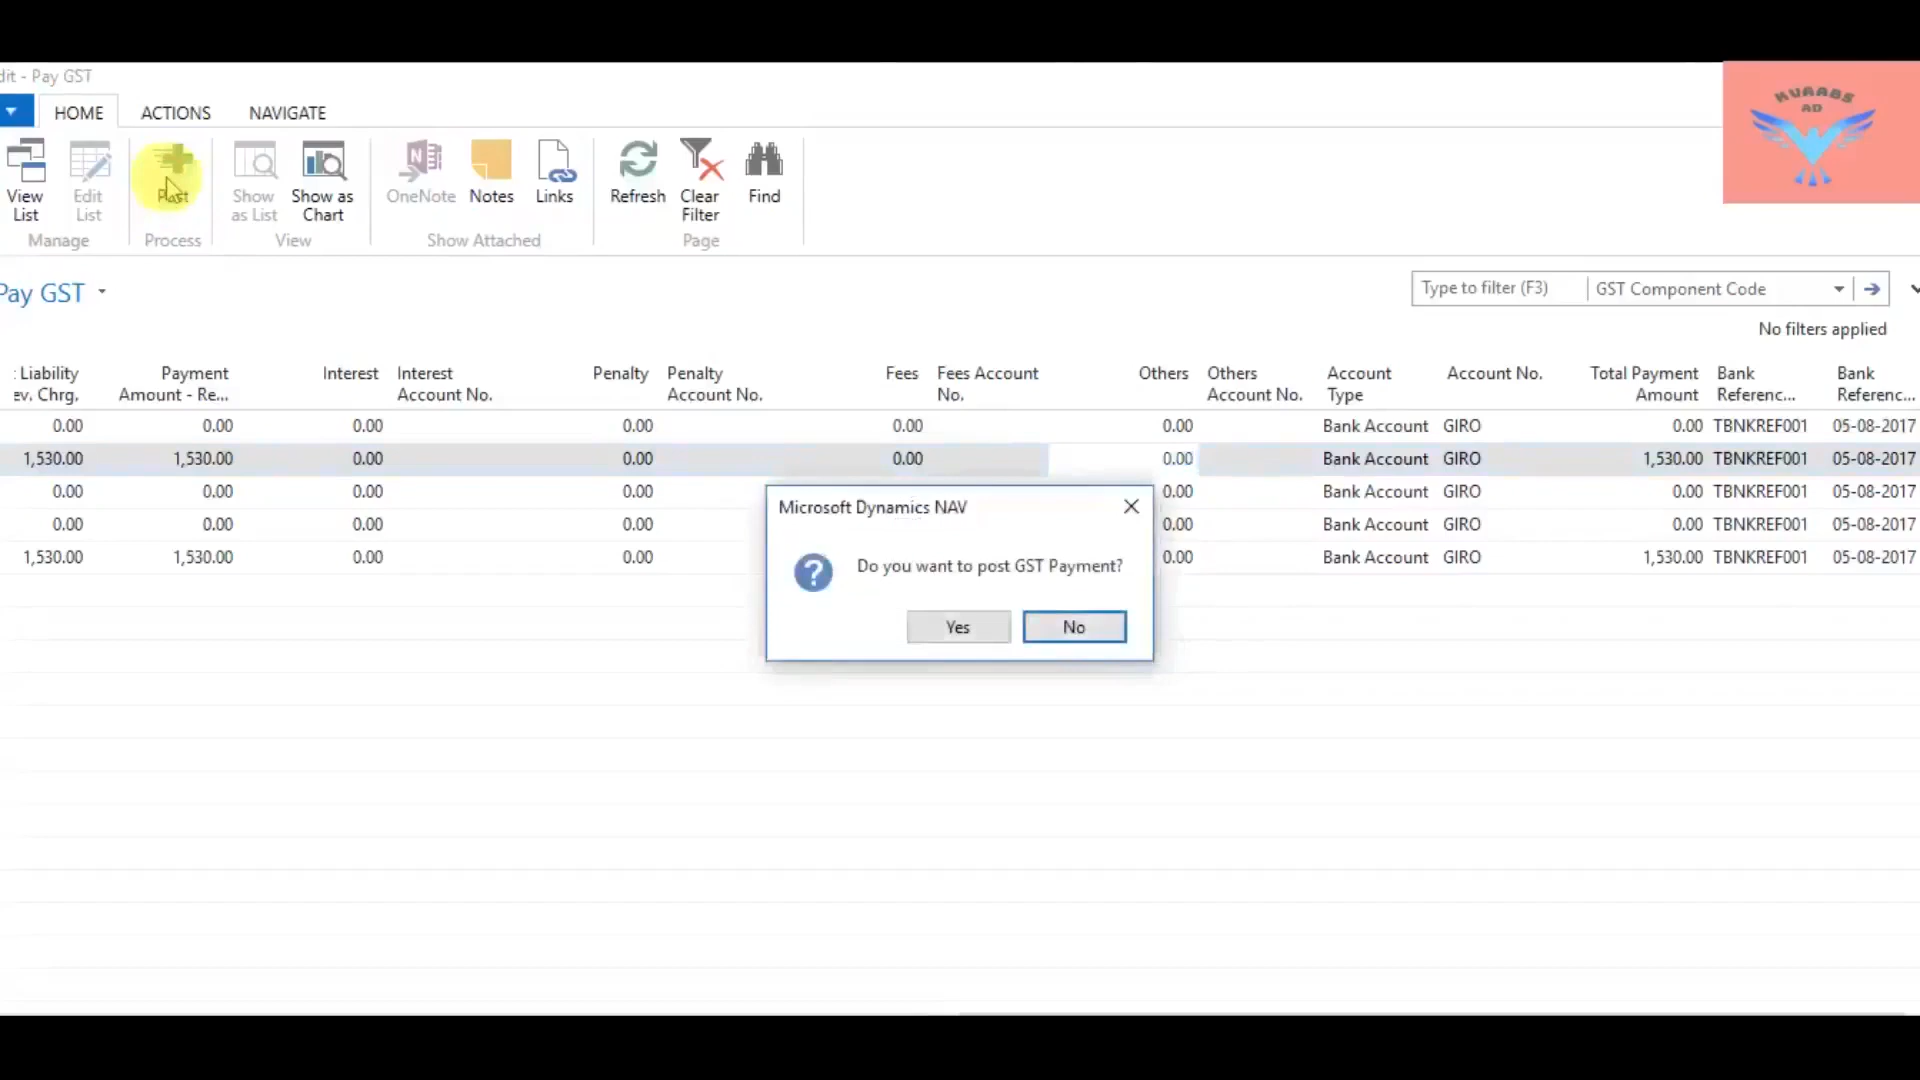 dit - Pay GST
KVAABS
AD
HOME ACTIONS NAVIGATE
View List
Edit List
Post
Show as List
Show as Chart
OneNote
Notes
Links
Refresh
Clear Filter
Find
Manage Process View Show Attached Page
Pay GST
Type to filter (F3) GST Component Code
No filters applied
: Liability ev. Chrg. Payment Amount - Re... Interest Interest Account No. Penalty Penalty Account No. Fees Fees Account No. Others Others Account No. Account Type Account No. Total Payment Amount Bank Referenc... Bank Referenc...
0.00 0.00 0.00 0.00 0.00 0.00 Bank Account GIRO 0.00 TBNKREF001 05-08-2017
1,530.00 1,530.00 0.00 0.00 0.00 0.00 Bank Account GIRO 1,530.00 TBNKREF001 05-08-2017
0.00 0.00 0.00 0.00 0.00 Bank Account GIRO 0.00 TBNKREF001 05-08-2017
0.00 0.00 0.00 0.00 0.00 Bank Account GIRO 0.00 TBNKREF001 05-08-2017
1,530.00 1,530.00 0.00 0.00 0.00 Bank Account GIRO 1,530.00 TBNKREF001 05-08-2017
Microsoft Dynamics NAV
Do you want to post GST Payment?
Yes No